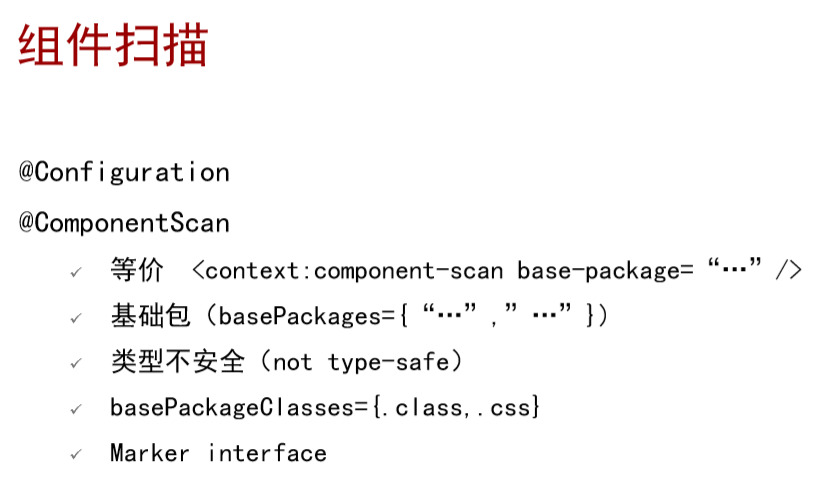 组件扫描
@Configuration
@ComponentScan
✓ 等价 <context:component-scan base-package= “…” />
✓ 基础包（basePackages={ “…” ,” …” }）
✓ 类型不安全（not type-safe）
✓ basePackageClasses={.class,.css}
✓ Marker interface